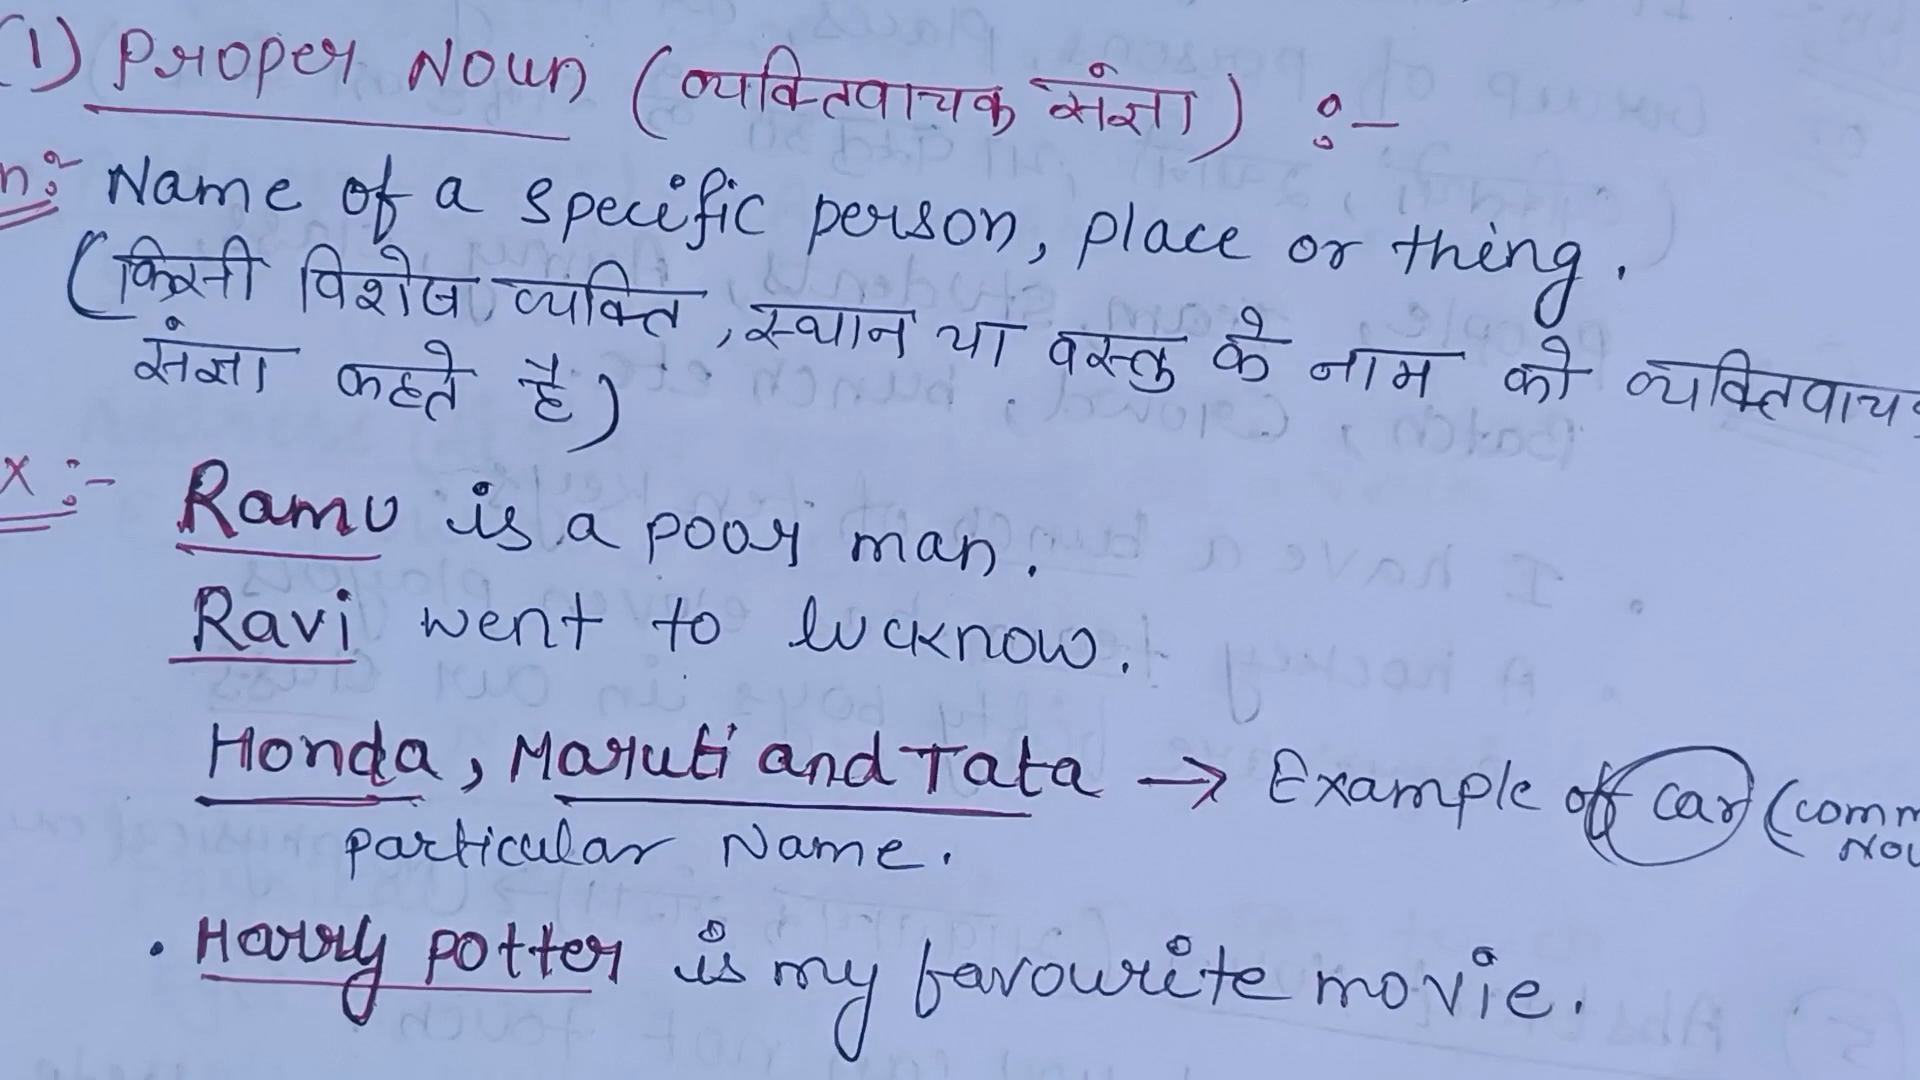 (1) Proper Noun (व्यक्तिवाचक संज्ञा) :-
n:- Name of a specific person, place or thing.
(किसी विशेष व्यक्ति, स्थान या वस्तु के नाम को व्यक्तिवाचक
संज्ञा कहते है)
x :- Ramu is a poor man.
Ravi went to lucknow.
Honda, Maruti and Tata → Example of car (comm
particular Name. Nou
. Harry potter is my favourite movie.